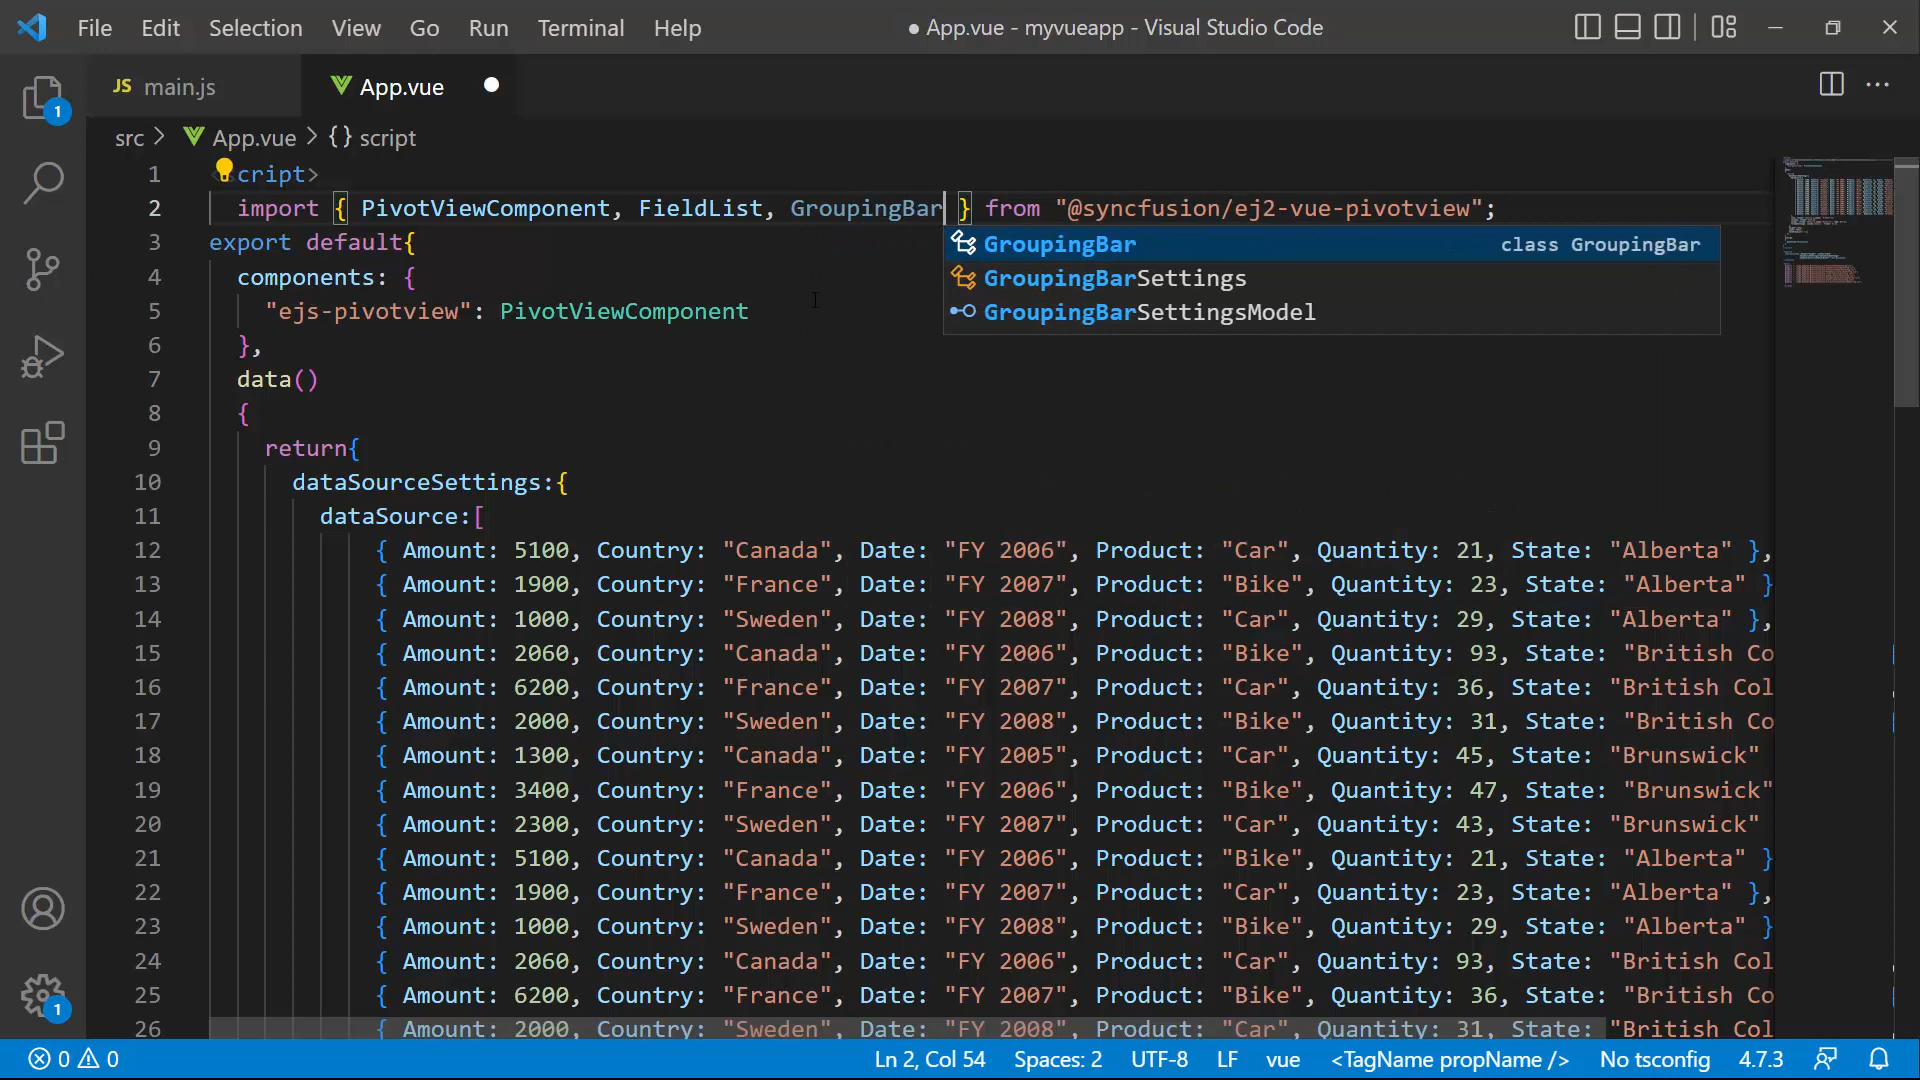 File Edit Selection View Go Run Terminal Help ● App.vue - myvueapp - Visual Studio Code
JS main.js App.vue
src > App.vue > {} script
1 cript>
2 import { PivotViewComponent, FieldList, GroupingBar } from "@syncfusion/ej2-vue-pivotview";
GroupingBar class GroupingBar
GroupingBarSettings
GroupingBarSettingsModel
3 export default{
4 components: {
5 "ejs-pivotview": PivotViewComponent
6 },
7 data()
8 {
9 return{
10 dataSourceSettings:{
11 dataSource:[
12 { Amount: 5100, Country: "Canada", Date: "FY 2006", Product: "Car", Quantity: 21, State: "Alberta" },
13 { Amount: 1900, Country: "France", Date: "FY 2007", Product: "Bike", Quantity: 23, State: "Alberta" }
14 { Amount: 1000, Country: "Sweden", Date: "FY 2008", Product: "Car", Quantity: 29, State: "Alberta" },
15 { Amount: 2060, Country: "Canada", Date: "FY 2006", Product: "Bike", Quantity: 93, State: "British Co
16 { Amount: 6200, Country: "France", Date: "FY 2007", Product: "Car", Quantity: 36, State: "British Col
17 { Amount: 2000, Country: "Sweden", Date: "FY 2008", Product: "Bike", Quantity: 31, State: "British Co
18 { Amount: 1300, Country: "Canada", Date: "FY 2005", Product: "Car", Quantity: 45, State: "Brunswick"
19 { Amount: 3400, Country: "France", Date: "FY 2006", Product: "Bike", Quantity: 47, State: "Brunswick"
20 { Amount: 2300, Country: "Sweden", Date: "FY 2007", Product: "Car", Quantity: 43, State: "Brunswick"
21 { Amount: 5100, Country: "Canada", Date: "FY 2006", Product: "Bike", Quantity: 21, State: "Alberta" }
22 { Amount: 1900, Country: "France", Date: "FY 2007", Product: "Car", Quantity: 23, State: "Alberta" },
23 { Amount: 1000, Country: "Sweden", Date: "FY 2008", Product: "Bike", Quantity: 29, State: "Alberta" }
24 { Amount: 2060, Country: "Canada", Date: "FY 2006", Product: "Car", Quantity: 93, State: "British Col
25 { Amount: 6200, Country: "France", Date: "FY 2007", Product: "Bike", Quantity: 36, State: "British Co
26 { Amount: 2000, Country: "Sweden", Date: "FY 2008", Product: "Car", Quantity: 31, State: "British Col
1
1
0 0 Ln 2, Col 54 Spaces: 2 UTF-8 LF vue <TagName propName /> No tsconfig 4.7.3